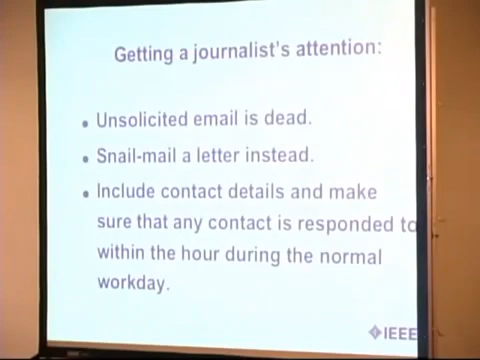 Getting a journalist's attention:
• Unsolicited email is dead.
• Snail-mail a letter instead.
• Include contact details and make
sure that any contact is responded to
within the hour during the normal
workday.
IEEE